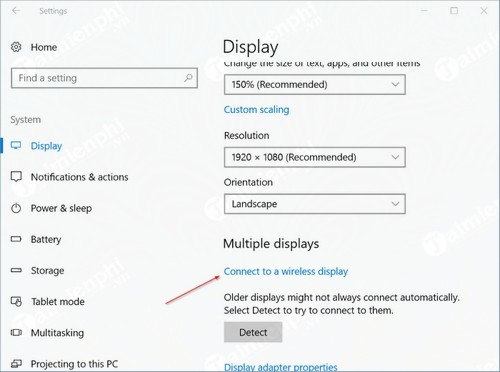 Settings
Home
Find a setting
System
Display
Notifications & actions
Power & sleep
Battery
Storage
Tablet mode
Multitasking
Projecting to this PC
Display
Change the size of text, apps, and other items
150% (Recommended)
Custom scaling
Resolution
1920 × 1080 (Recommended)
Orientation
Landscape
Multiple displays
Connect to a wireless display
Older displays might not always connect automatically.
Select Detect to try to connect to them.
Detect
Display adapter properties
Taimienphi
.vn